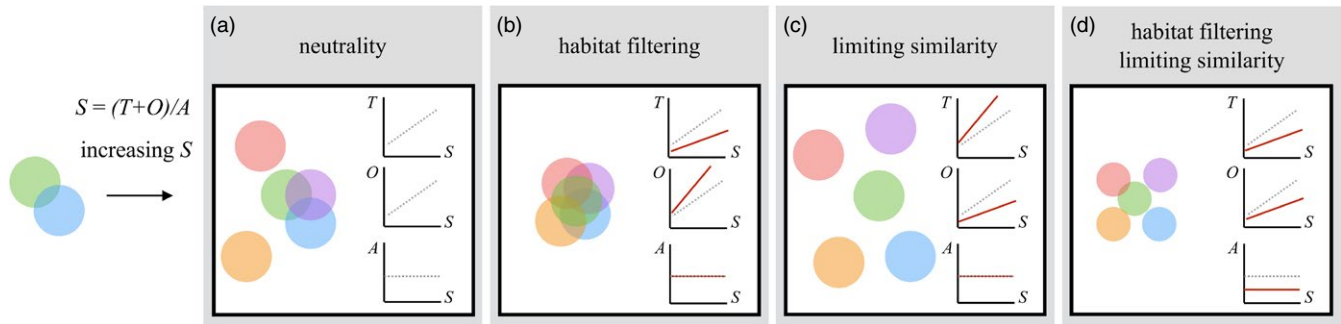 S = (T+O)/A
increasing S
(a)
neutrality
T
S
O
S
A
S
(b)
habitat filtering
T
S
O
S
A
S
(c)
limiting similarity
T
S
O
S
A
S
(d)
habitat filtering
limiting similarity
T
S
O
S
A
S